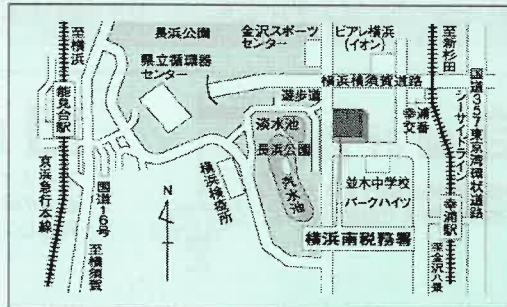 至横浜
能見台駅
京浜急行本線
国道16号
至横須賀
長浜公園
県立循環器
センター
金沢スポーツ
センター
ビアレ横浜
(イオン)
横浜横須賀道路
遊歩道
淡水池
長浜公園
汽水池
横浜検疫所
N
幸浦
交番
並木中学校
パークハイツ
横浜南税務署
至新杉田
シーサイドライン
幸浦駅
至金沢八景
国道357東京湾環状道路